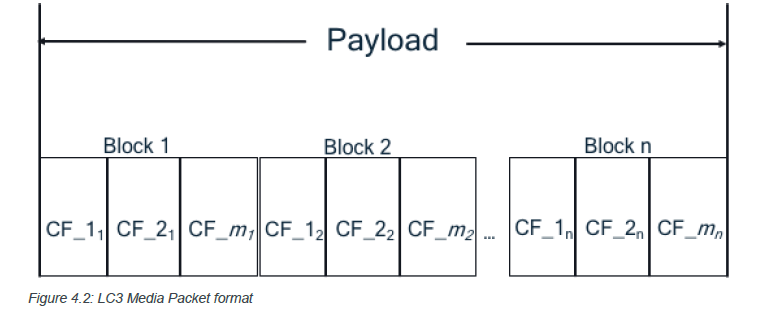 Payload
Block 1 Block 2 Block n
CF_1₁ CF_2₁ CF_m₁ CF_1₂ CF_2₂ CF_m₂ ... CF_1ₙ CF_2ₙ CF_mₙ
Figure 4.2: LC3 Media Packet format